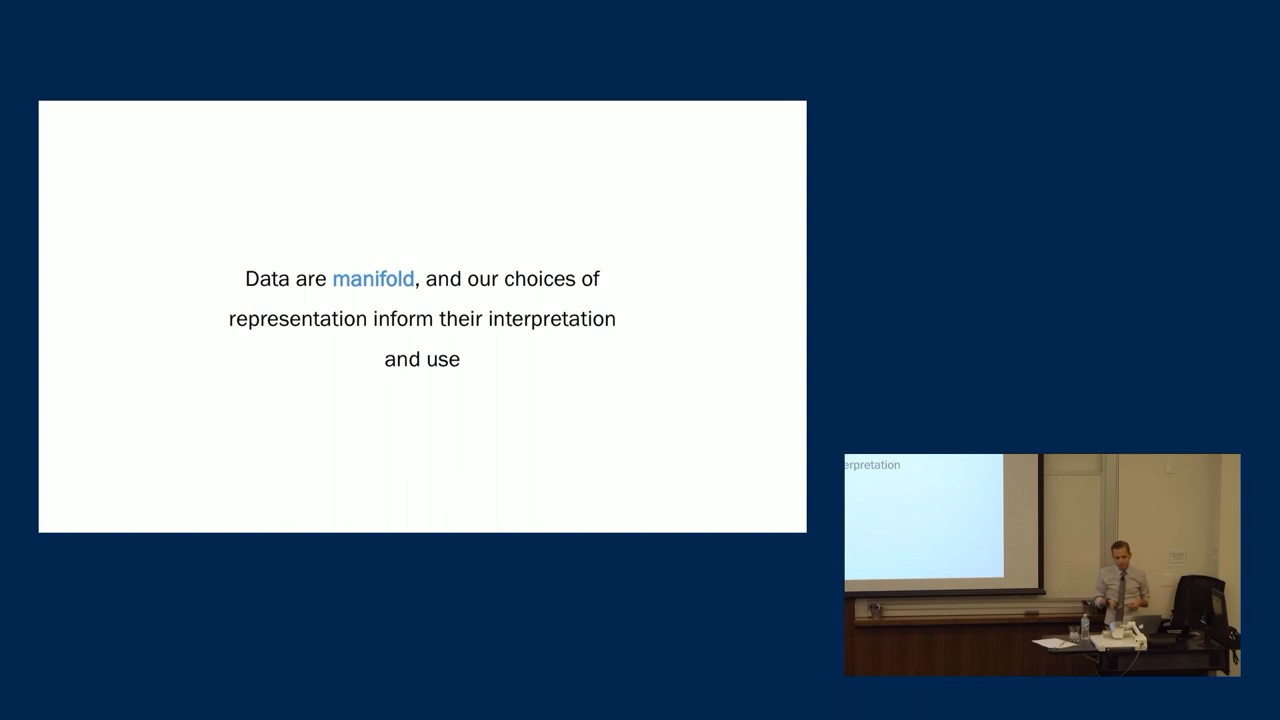 Data are manifold, and our choices of
representation inform their interpretation
and use
erpretation